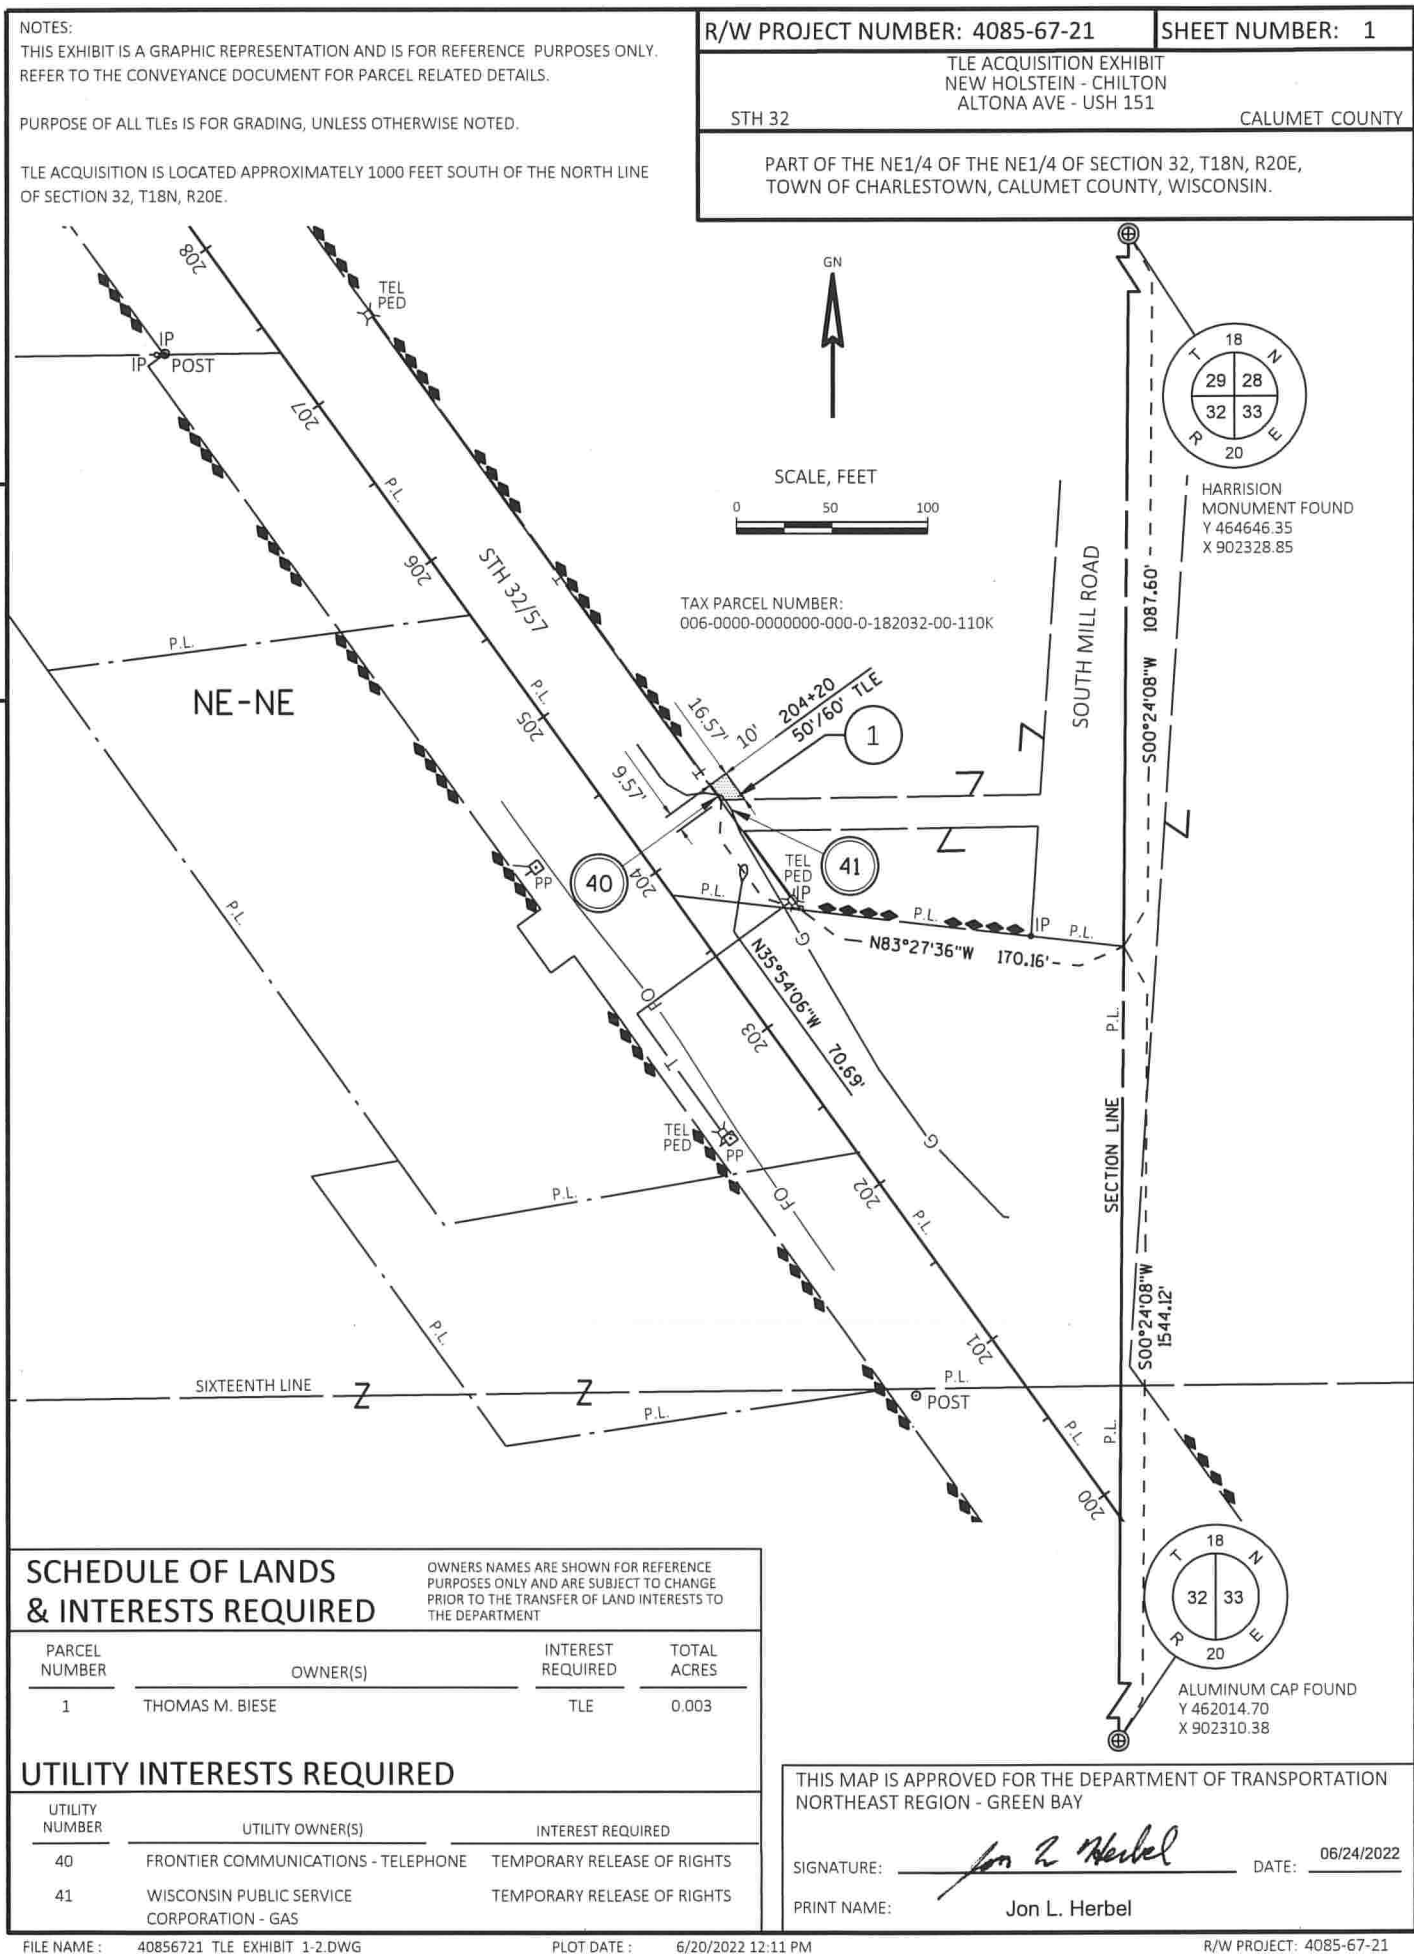 NOTES:
THIS EXHIBIT IS A GRAPHIC REPRESENTATION AND IS FOR REFERENCE PURPOSES ONLY.
REFER TO THE CONVEYANCE DOCUMENT FOR PARCEL RELATED DETAILS.
PURPOSE OF ALL TLEs IS FOR GRADING, UNLESS OTHERWISE NOTED.
TLE ACQUISITION IS LOCATED APPROXIMATELY 1000 FEET SOUTH OF THE NORTH LINE
OF SECTION 32, T18N, R20E.
R/W PROJECT NUMBER: 4085-67-21
SHEET NUMBER: 1
TLE ACQUISITION EXHIBIT
NEW HOLSTEIN - CHILTON
ALTONA AVE - USH 151
STH 32
CALUMET COUNTY
PART OF THE NE1/4 OF THE NE1/4 OF SECTION 32, T18N, R20E,
TOWN OF CHARLESTOWN, CALUMET COUNTY, WISCONSIN.
208
TEL
PED
IP
IP
POST
207
P.L.
206
STH 32/57
T
P.L.
NE-NE
P.L.
205
GN
SCALE, FEET
0 50 100
TAX PARCEL NUMBER:
006-0000-0000000-000-0-182032-00-110K
18
T N
29 28
32 33
R E
20
HARRISION
MONUMENT FOUND
Y 464646.35
X 902328.85
SOUTH MILL ROAD
S00°24'08"W 1087.60'
16.57'
10'
204+20
50'/60' TLE
1
9.57'
T
40
41
204
PP
TEL
PED
IP
P.L.
P.L.
IP
P.L.
N83°27'36"W 170.16'
N35°54'06"W 70.69'
G
G
P.L.
FO
T
203
TEL
PED
PP
FO
202
P.L.
P.L.
P.L.
SECTION LINE
S00°24'08"W
1544.12'
P.L.
201
SIXTEENTH LINE
P.L.
P.L.
POST
P.L.
P.L.
200
18
T N
32 33
R E
20
ALUMINUM CAP FOUND
Y 462014.70
X 902310.38
SCHEDULE OF LANDS
& INTERESTS REQUIRED
OWNERS NAMES ARE SHOWN FOR REFERENCE
PURPOSES ONLY AND ARE SUBJECT TO CHANGE
PRIOR TO THE TRANSFER OF LAND INTERESTS TO
THE DEPARTMENT
PARCEL
NUMBER
OWNER(S)
INTEREST
REQUIRED
TOTAL
ACRES
1 THOMAS M. BIESE TLE 0.003
UTILITY INTERESTS REQUIRED
UTILITY
NUMBER
UTILITY OWNER(S)
INTEREST REQUIRED
40 FRONTIER COMMUNICATIONS - TELEPHONE TEMPORARY RELEASE OF RIGHTS
41 WISCONSIN PUBLIC SERVICE TEMPORARY RELEASE OF RIGHTS
CORPORATION - GAS
THIS MAP IS APPROVED FOR THE DEPARTMENT OF TRANSPORTATION
NORTHEAST REGION - GREEN BAY
SIGNATURE: Jon L Herbel DATE: 06/24/2022
PRINT NAME: Jon L. Herbel
FILE NAME : 40856721 TLE EXHIBIT 1-2.DWG PLOT DATE : 6/20/2022 12:11 PM R/W PROJECT: 4085-67-21